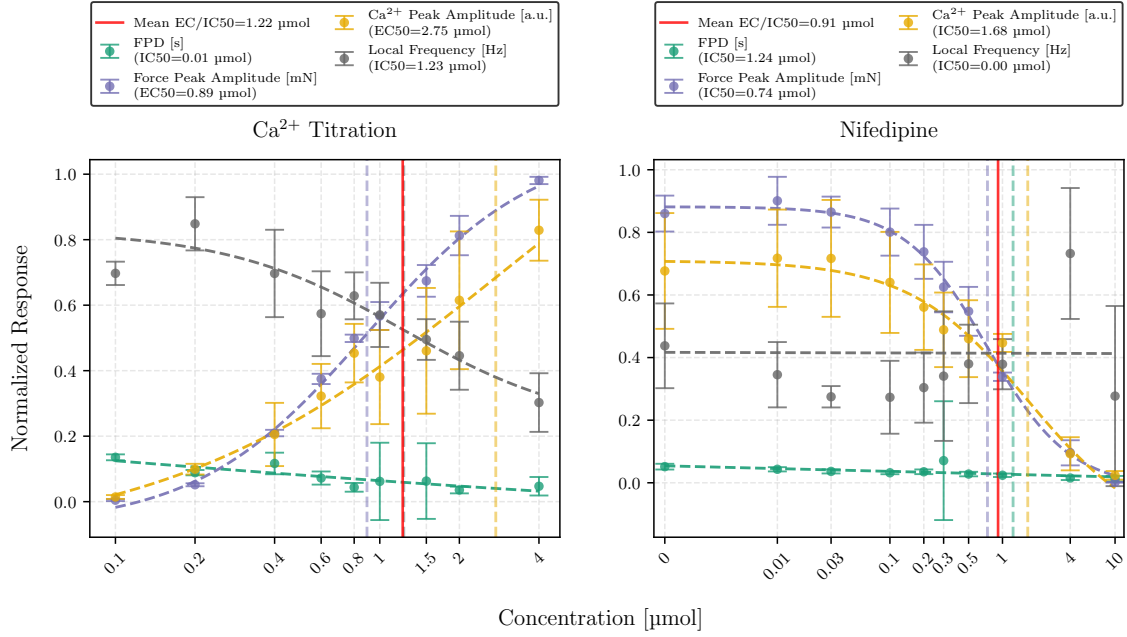 Mean EC/IC50=1.22 µmol
FPD [s]
(IC50=0.01 µmol)
Force Peak Amplitude [mN]
(EC50=0.89 µmol)
Ca²⁺ Peak Amplitude [a.u.]
(EC50=2.75 µmol)
Local Frequency [Hz]
(IC50=1.23 µmol)
Mean EC/IC50=0.91 µmol
FPD [s]
(IC50=1.24 µmol)
Force Peak Amplitude [mN]
(IC50=0.74 µmol)
Ca²⁺ Peak Amplitude [a.u.]
(IC50=1.68 µmol)
Local Frequency [Hz]
(IC50=0.00 µmol)
Ca²⁺ Titration
Nifedipine
Normalized Response
1.0
0.8
0.6
0.4
0.2
0.0
0.1
0.2
0.4
0.6
0.8
1
1.5
2
4
1.0
0.8
0.6
0.4
0.2
0.0
0
0.01
0.03
0.1
0.2
0.3
0.5
1
4
10
Concentration [µmol]